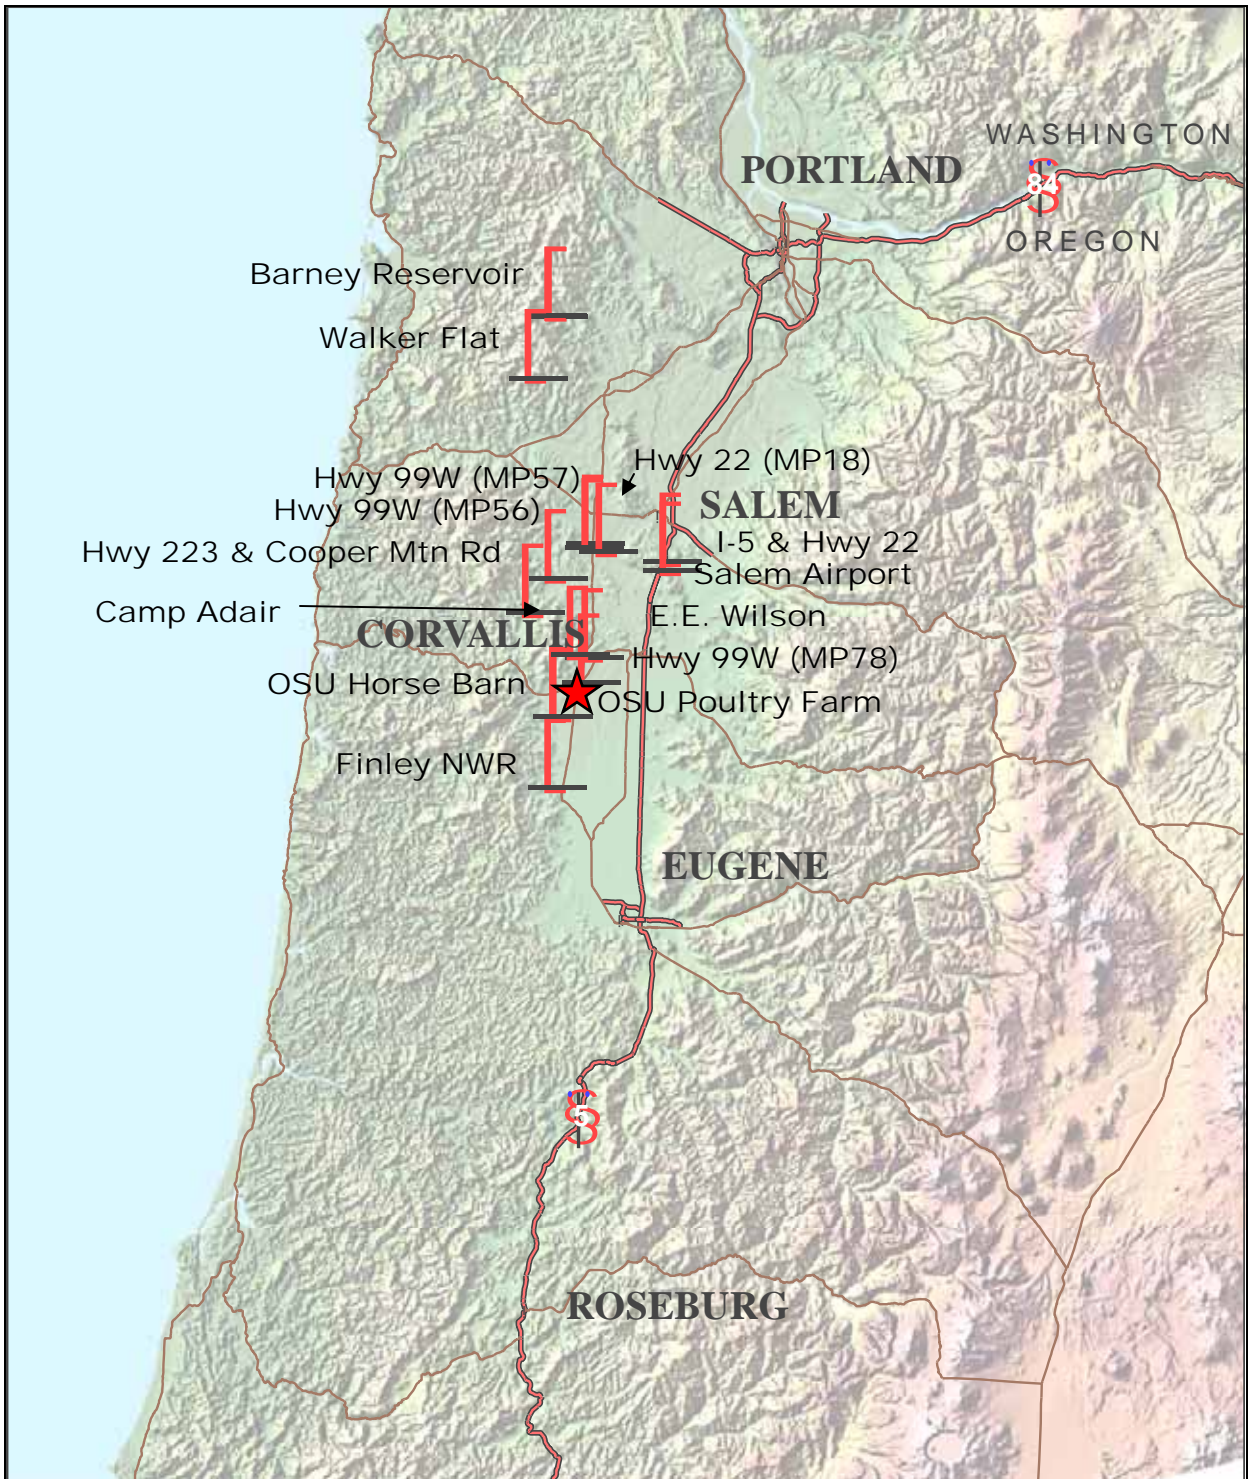 WASHINGTON
PORTLAND
84
OREGON
Barney Reservoir
Walker Flat
Hwy 22 (MP18)
Hwy 99W (MP57)
SALEM
Hwy 99W (MP56)
I-5 & Hwy 22
Hwy 223 & Cooper Mtn Rd
Salem Airport
Camp Adair
E.E. Wilson
CORVALLIS
Hwy 99W (MP78)
OSU Horse Barn
OSU Poultry Farm
Finley NWR
EUGENE
5
ROSEBURG